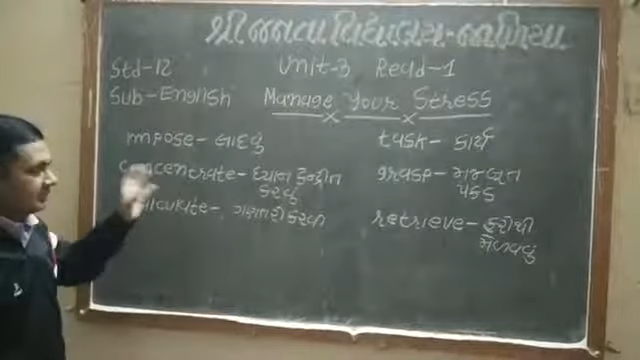 શ્રી જનતા વિદ્યાલય-જાળિયા
Std-12 Unit-3 Read-1
Sub-English Manage Your Stress
impose- લાદવું task- કાર્ય
concentrate- ધ્યાન કેન્દ્રીત કરવું grasp- મજબૂત પકડ
calculate- ગણતરી કરવી retrieve- ફરીથી મેળવવું